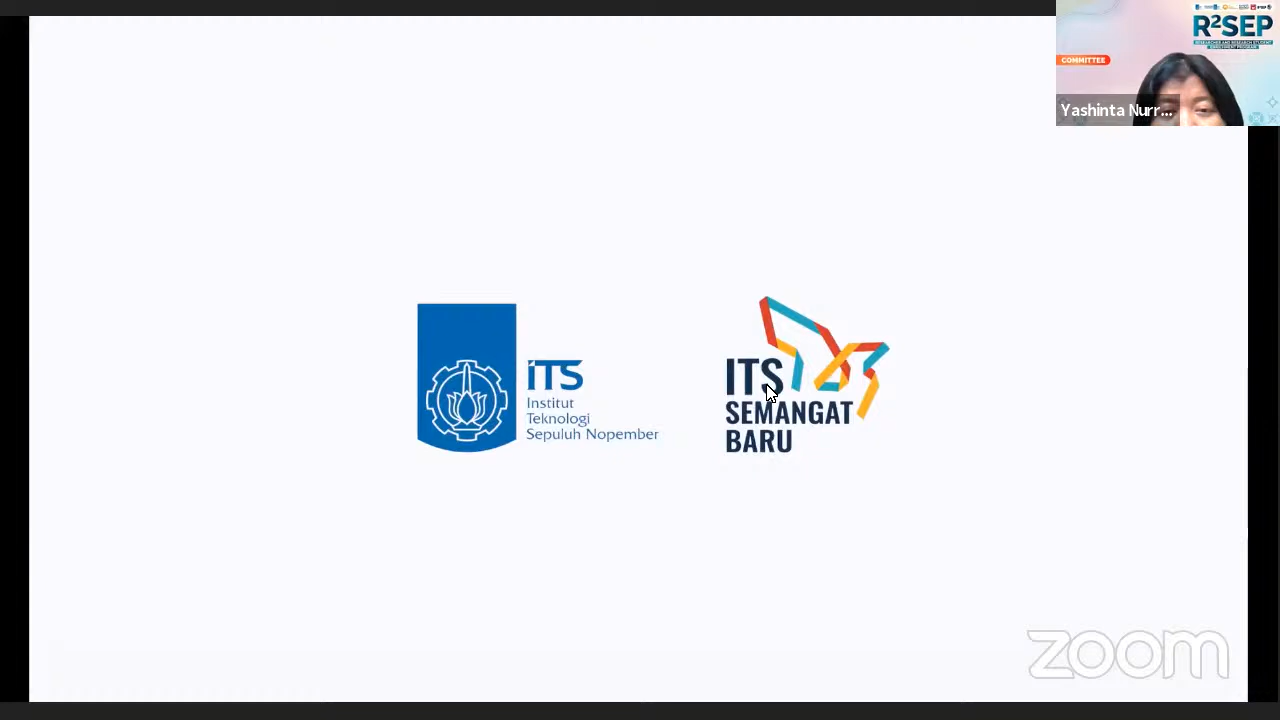 R²SEP
COMMITTEE
Yashinta Nurr...
iTS
Institut
Teknologi
Sepuluh Nopember
ITS
SEMANGAT
BARU
zoom